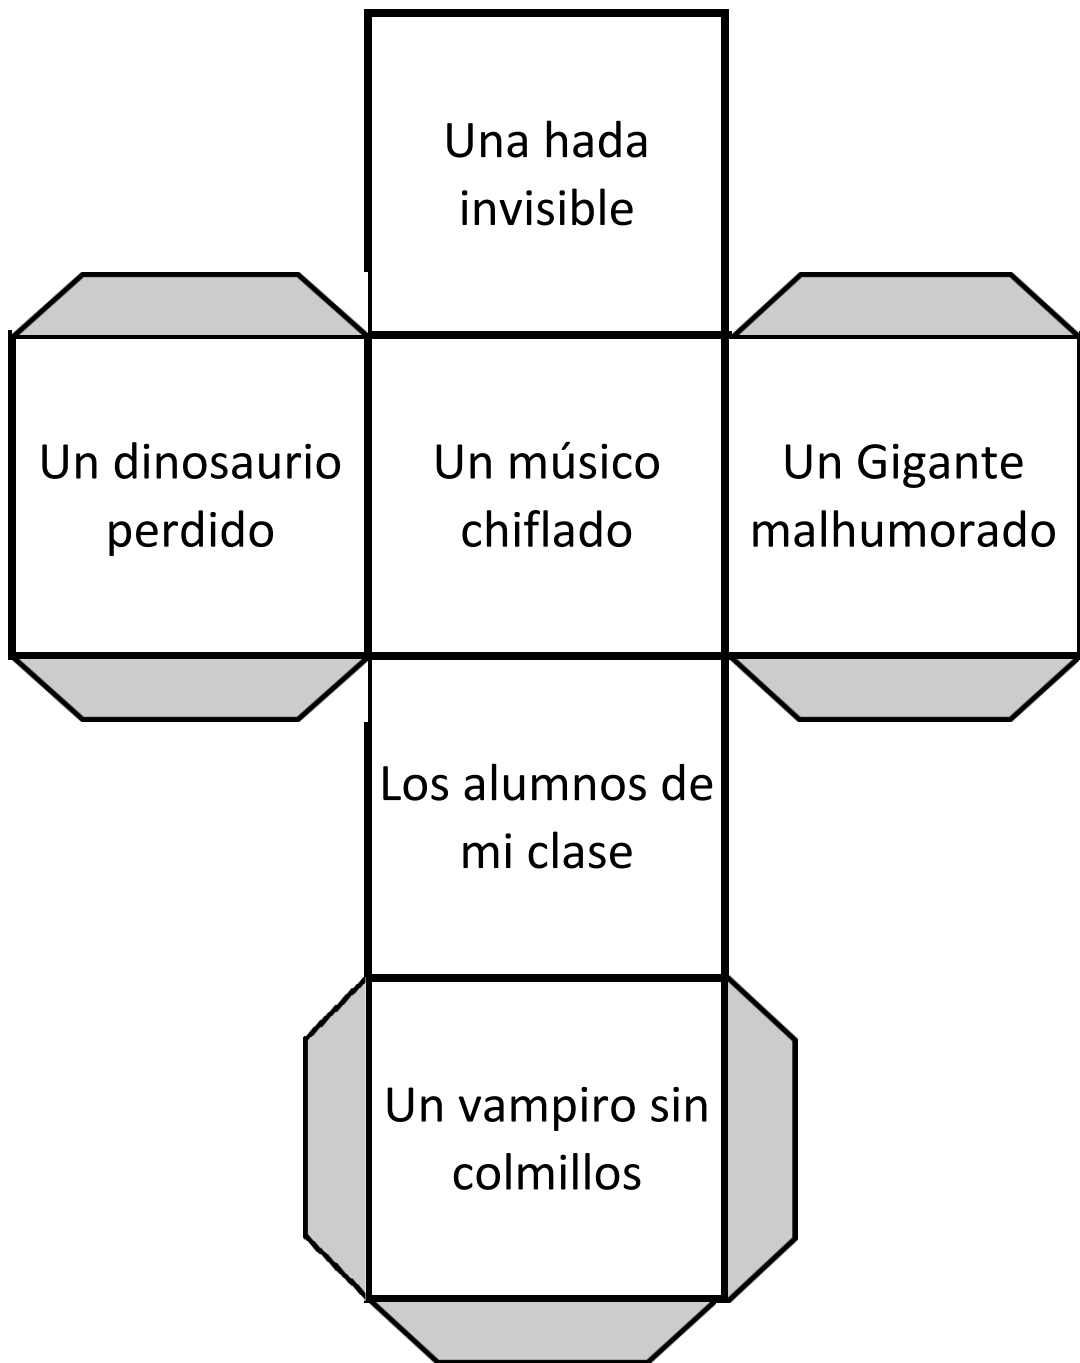 Una hada
invisible
Un dinosaurio
perdido
Un músico
chiflado
Un Gigante
malhumorado
Los alumnos de
mi clase
Un vampiro sin
colmillos